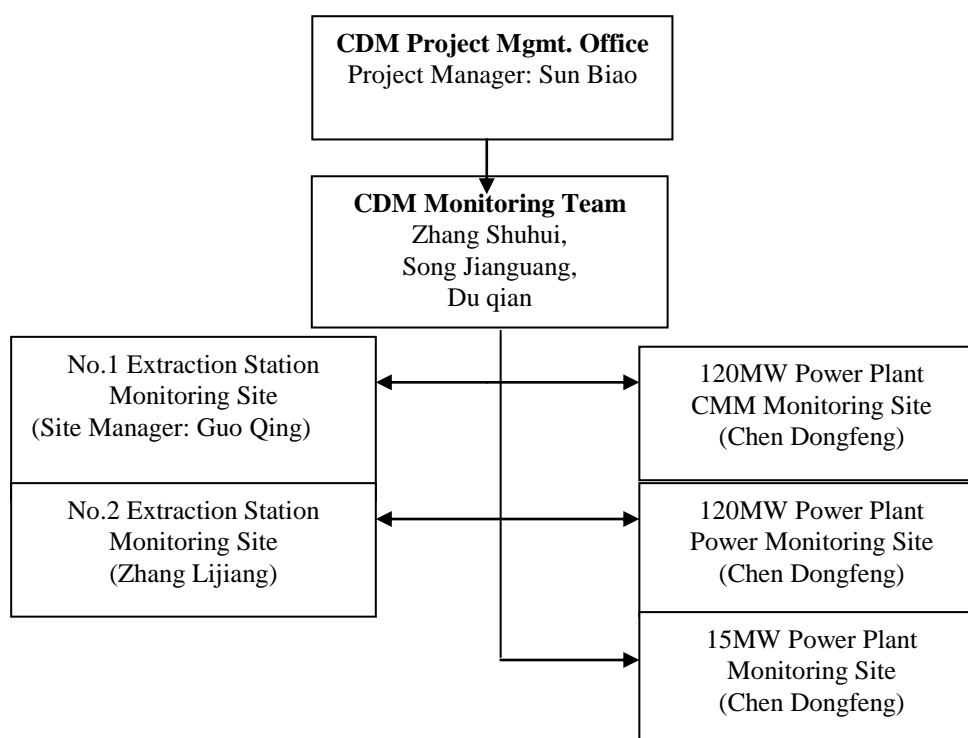 CDM Project Mgmt. Office
Project Manager: Sun Biao
CDM Monitoring Team
Zhang Shuhui,
Song Jianguang,
Du qian
No.1 Extraction Station
Monitoring Site
(Site Manager: Guo Qing)
120MW Power Plant
CMM Monitoring Site
(Chen Dongfeng)
No.2 Extraction Station
Monitoring Site
(Zhang Lijiang)
120MW Power Plant
Power Monitoring Site
(Chen Dongfeng)
15MW Power Plant
Monitoring Site
(Chen Dongfeng)